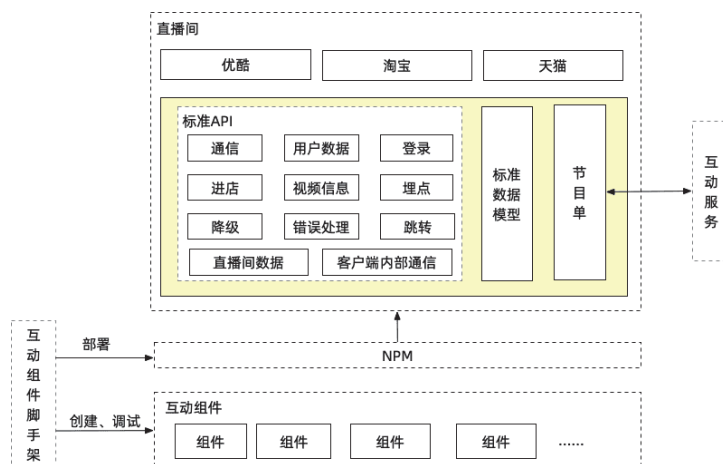 直播间
优酷
淘宝
天猫
标准API
通信
用户数据
登录
进店
视频信息
埋点
降级
错误处理
跳转
直播间数据
客户端内部通信
标准数据模型
节目单
互动服务
互动组件脚手架
部署
NPM
创建、调试
互动组件
组件
组件
组件
组件
......